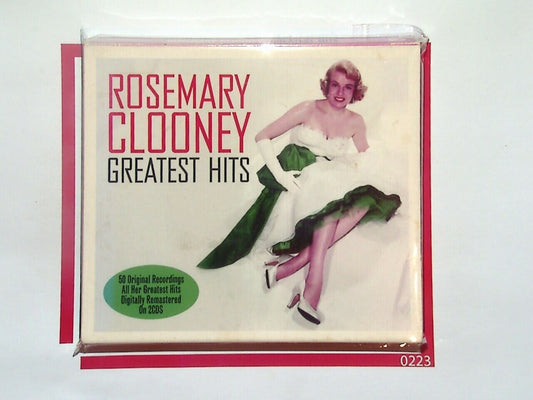 ROSEMARY
CLOONEY
GREATEST HITS
50 Original Recordings
All Her Greatest Hits
Digitally Remastered
On 2CDS
0223